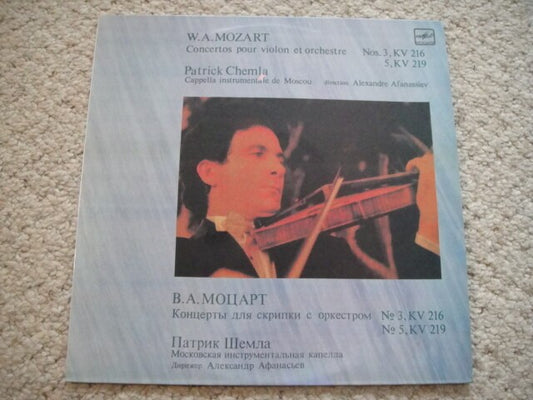 W.A.MOZART
Concertos pour violon et orchestre Nos. 3, KV 216
5, KV 219
Patrick Chemla
Cappella instrumentale de Moscou direction Alexandre Afanassiev
В.А.МОЦАРТ
Концерты для скрипки с оркестром № 3, KV 216
№ 5, KV 219
Патрик Шемла
Московская инструментальная капелла
Дирижер Александр Афанасьев